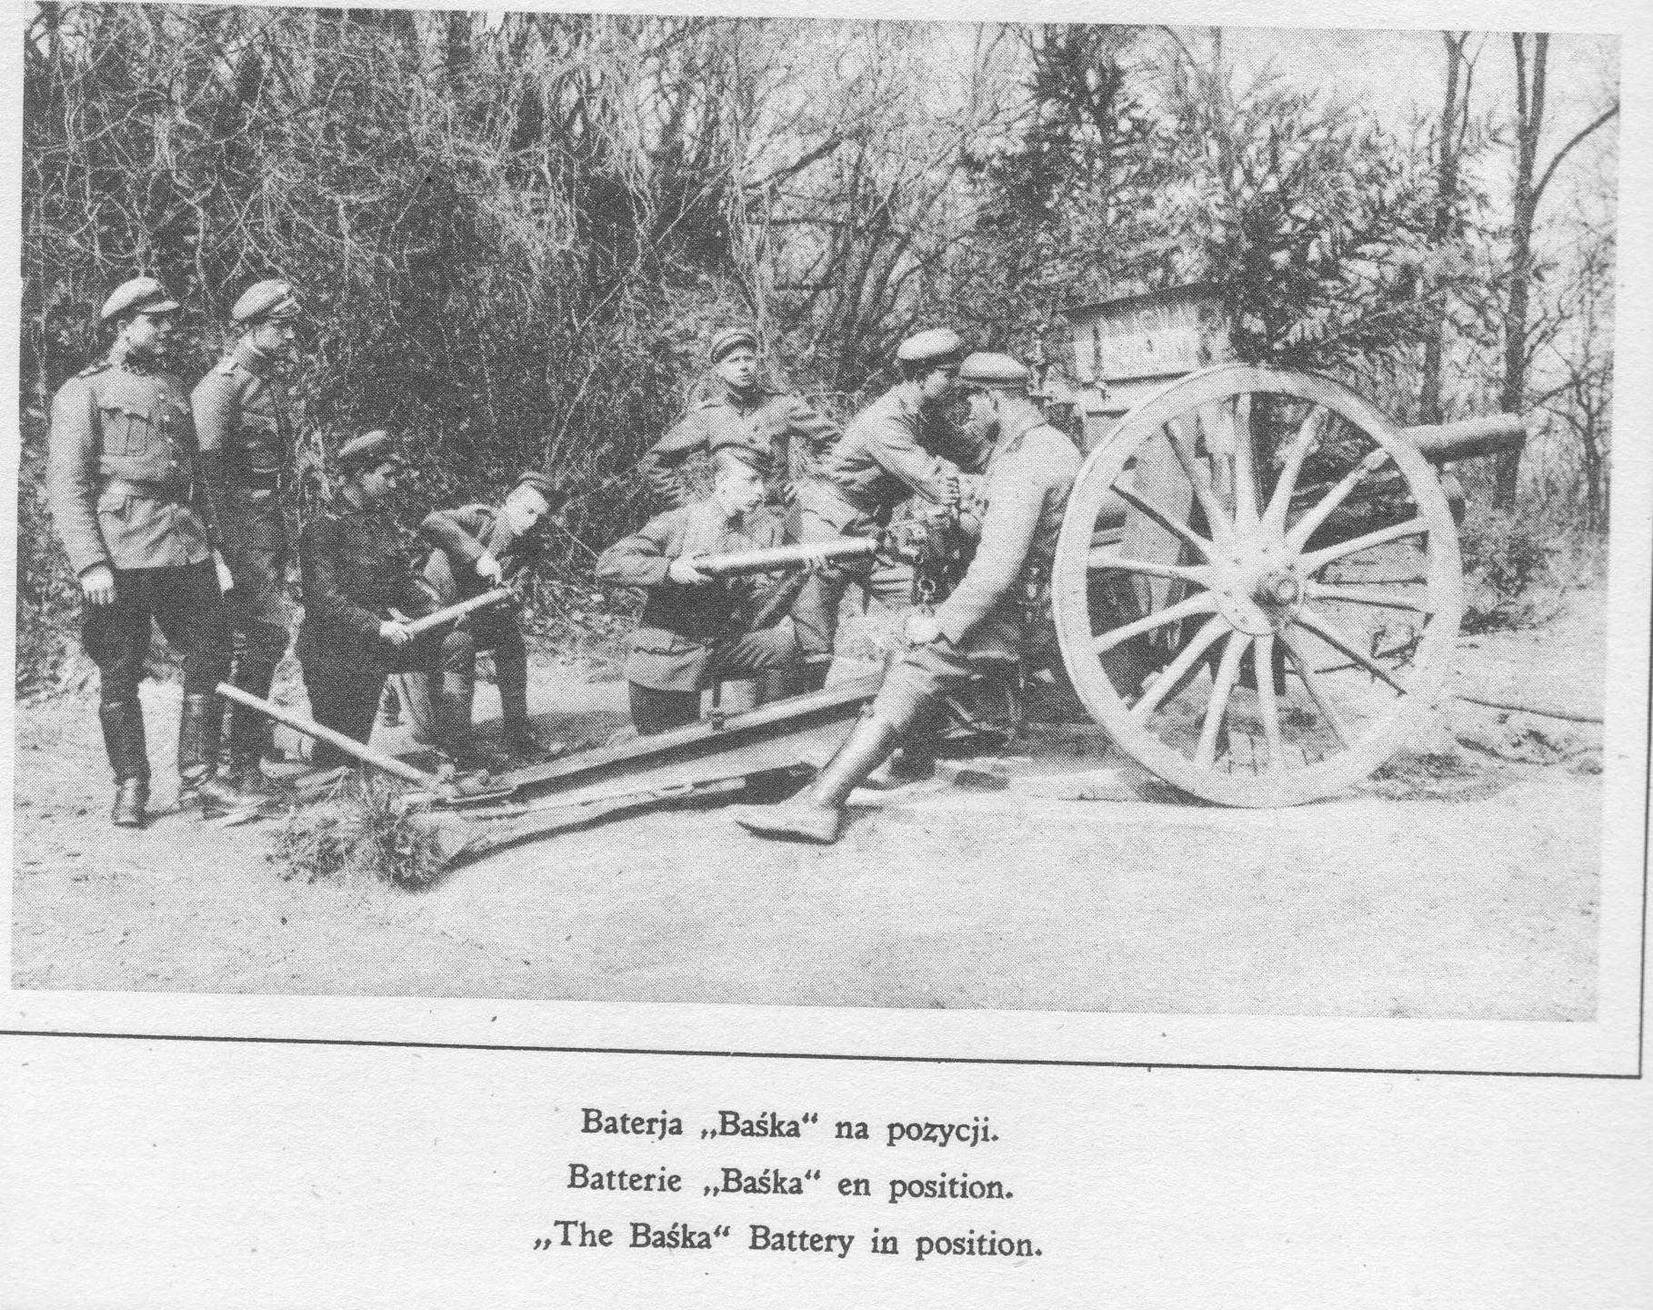 Baterja „Baśka“ na pozycji.
Batterie „Baśka“ en position.
„The Baśka“ Battery in position.